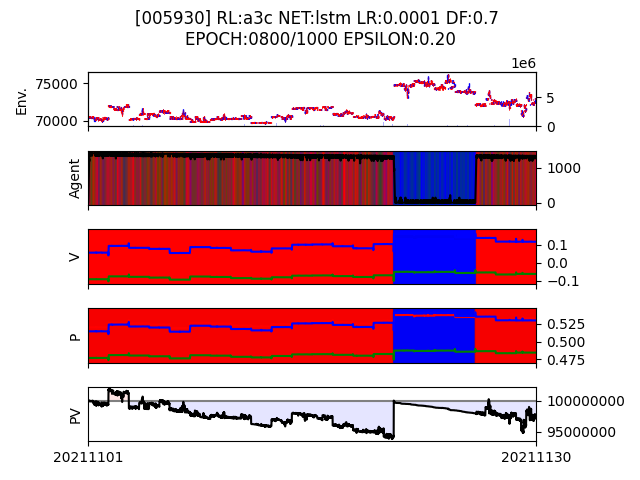 [005930] RL:a3c NET:lstm LR:0.0001 DF:0.7
EPOCH:0800/1000 EPSILON:0.20
1e6
Env.
75000
70000
5
0
Agent
1000
0
V
0.1
0.0
−0.1
P
0.525
0.500
0.475
PV
100000000
95000000
20211101
20211130